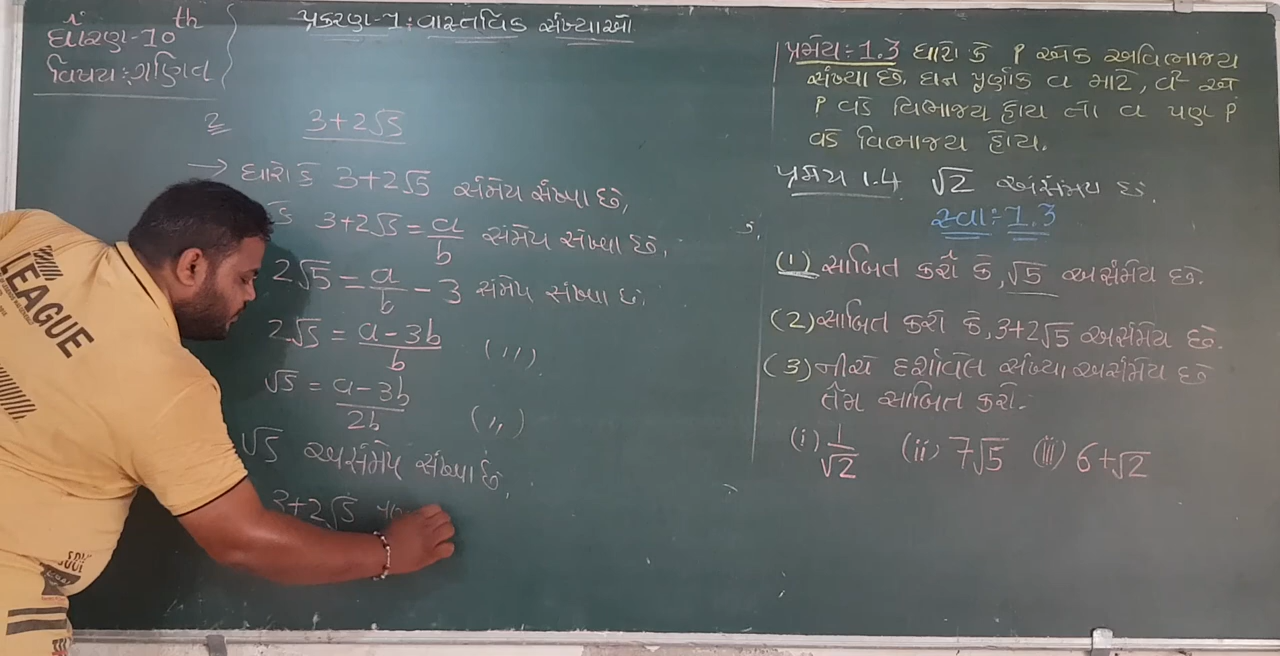 ધોરણ-10th
વિષય:ગણિત
પ્રકરણ-1: વાસ્તવિક સંખ્યાઓ
2 3+2√5
→ ધારો કે 3+2√5 સંમેય સંખ્યા છે,
કે 3+2√5 = a/b સંમેય સંખ્યા છે,
2√5 = a/b - 3 સંમેય સંખ્યા છે.
2√5 = a-3b/b (,,).
√5 = a-3b/2b (,,)
√5 અસંમેય સંખ્યા છે,
3+2√5
પ્રમેય: 1.3 ધારો કે P એક અવિભાજ્ય
સંખ્યા છે. ધન પૂર્ણાંક a માટે, a² એ
P વડે વિભાજ્ય હોય તો a પણ P
વડે વિભાજ્ય હોય.
પ્રમેય 1.4 √2 અસંમેય છે.
સ્વા: 1.3
(1) સાબિત કરો કે, √5 અસંમેય છે.
(2) સાબિત કરો કે, 3+2√5 અસંમેય છે.
(3) નીચે દર્શાવેલ સંખ્યા અસંમેય છે
તેમ સાબિત કરો.
(i) 1/√2 (ii) 7√5 (iii) 6+√2
LEAGUE